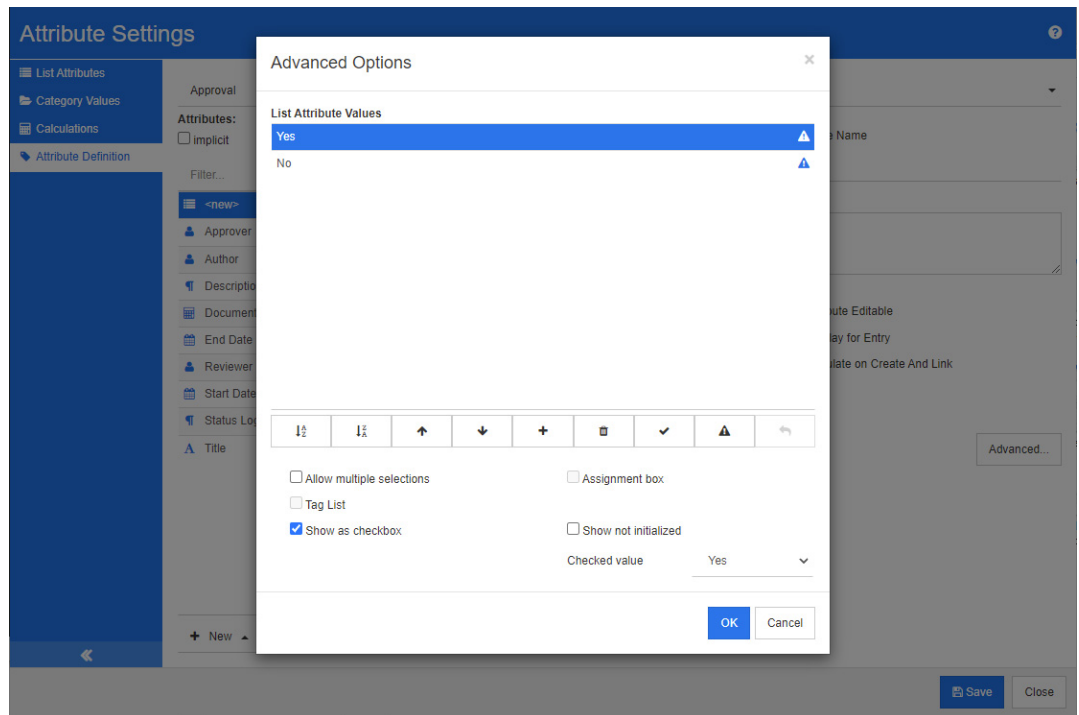 Attribute Settings
List Attributes
Category Values
Calculations
Attribute Definition
Approval
Attributes:
implicit
Filter...
<new>
Approver
Author
Descriptio
Document
End Date
Reviewer
Start Date
Status Log
Title
+ New
Advanced Options
×
List Attribute Values
Yes
No
Allow multiple selections
Assignment box
Tag List
Show as checkbox
Show not initialized
Checked value
Yes
OK
Cancel
Name
ute Editable
lay for Entry
ulate on Create And Link
Advanced...
Save
Close